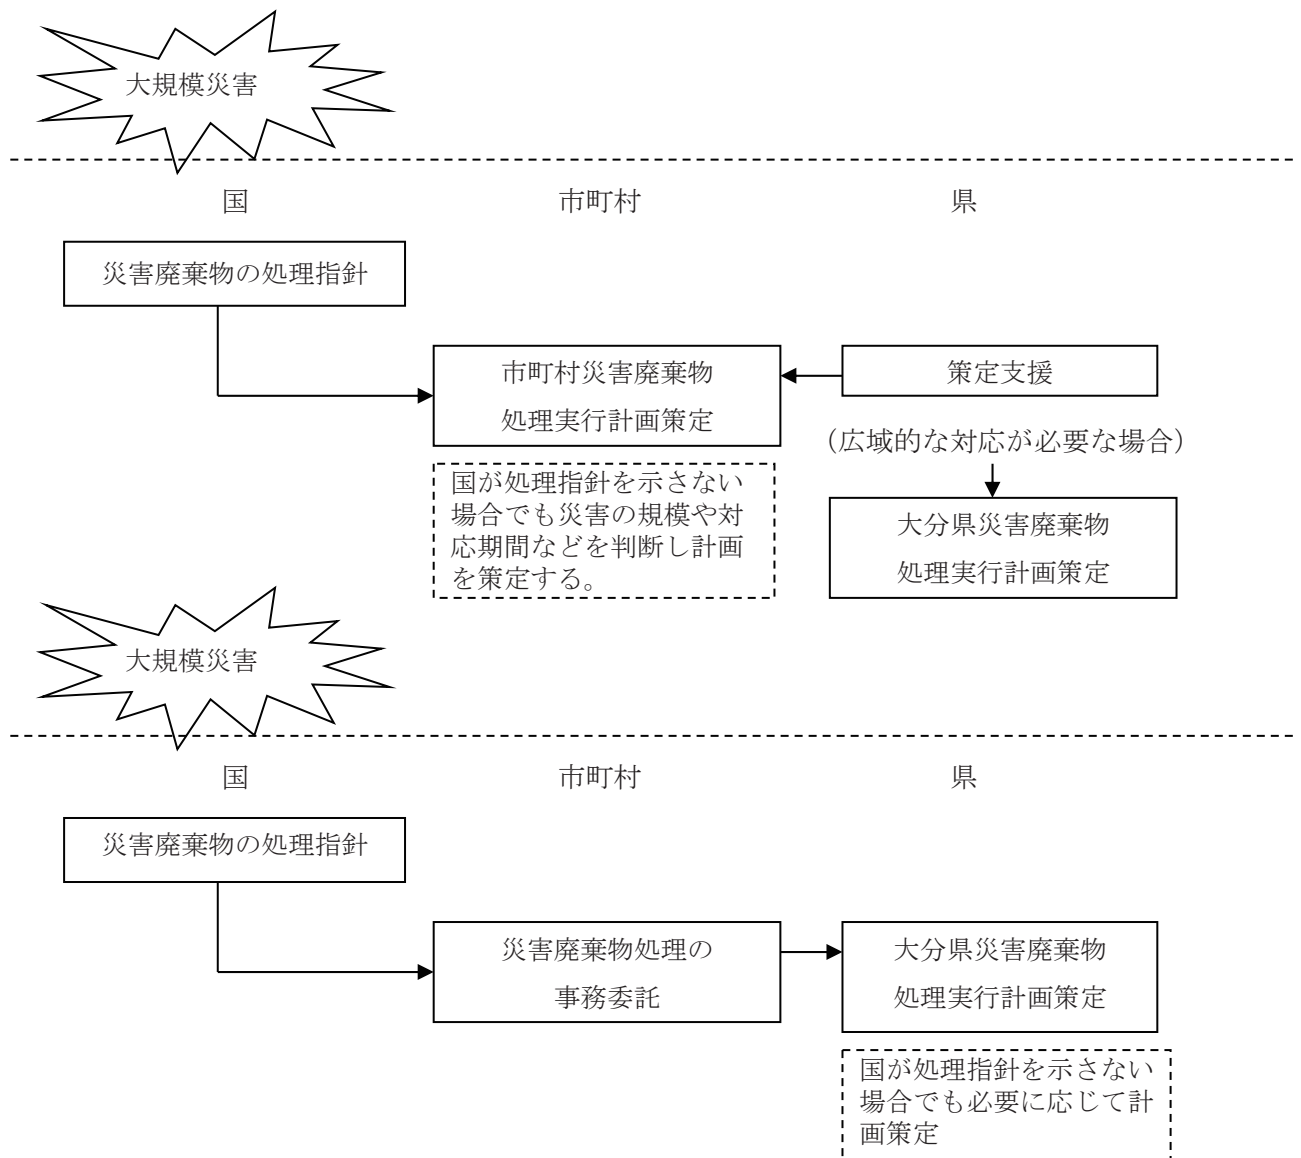 大規模災害
国
市町村
県
災害廃棄物の処理指針
市町村災害廃棄物
処理実行計画策定
策定支援
（広域的な対応が必要な場合）
国が処理指針を示さない
場合でも災害の規模や対
応期間などを判断し計画
を策定する。
大分県災害廃棄物
処理実行計画策定
大規模災害
国
市町村
県
災害廃棄物の処理指針
災害廃棄物処理の
事務委託
大分県災害廃棄物
処理実行計画策定
国が処理指針を示さない
場合でも必要に応じて計
画策定